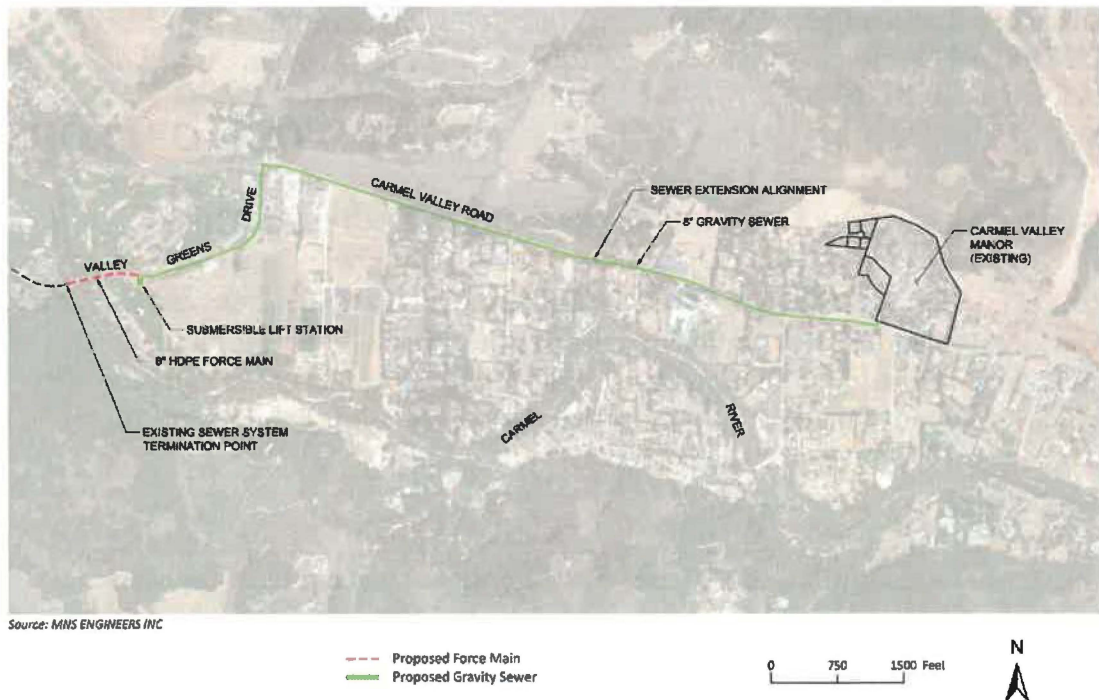 CARMEL VALLEY ROAD
SEWER EXTENSION ALIGNMENT
8" GRAVITY SEWER
DRIVE
GREENS
VALLEY
CARMEL VALLEY
MANOR
(EXISTING)
SUBMERSIBLE LIFT STATION
8" HDPE FORCE MAIN
EXISTING SEWER SYSTEM
TERMINATION POINT
CARMEL
RIVER
Source: MNS ENGINEERS INC
Proposed Force Main
Proposed Gravity Sewer
0 750 1500 Feet
N